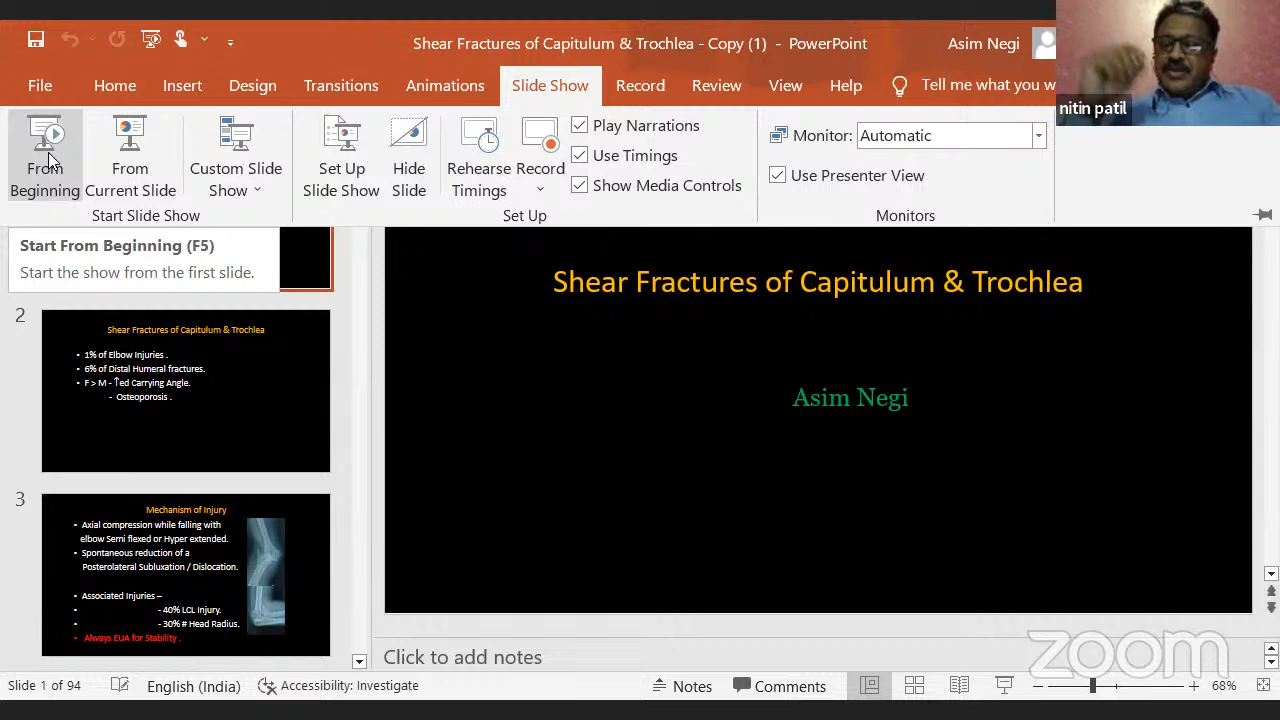 Shear Fractures of Capitulum & Trochlea - Copy (1) - PowerPoint
Asim Negi
nitin patil
File
Home
Insert
Design
Transitions
Animations
Slide Show
Record
Review
View
Help
Tell me what you w
From Beginning
From Current Slide
Custom Slide Show
Start Slide Show
Set Up Slide Show
Hide Slide
Rehearse Timings
Record
Play Narrations
Use Timings
Show Media Controls
Set Up
Monitor: Automatic
Use Presenter View
Monitors
Start From Beginning (F5)
Start the show from the first slide.
2
Shear Fractures of Capitulum & Trochlea
• 1% of Elbow Injuries .
• 6% of Distal Humeral fractures.
• F > M - ↑ed Carrying Angle.
- Osteoporosis .
3
Mechanism of Injury
• Axial compression while falling with
elbow Semi flexed or Hyper extended.
• Spontaneous reduction of a
Posterolateral Subluxation / Dislocation.
• Associated Injuries –
• - 40% LCL Injury.
• - 30% # Head Radius.
• Always EUA for Stability .
Shear Fractures of Capitulum & Trochlea
Asim Negi
Click to add notes
zoom
Slide 1 of 94
English (India)
Accessibility: Investigate
Notes
Comments
68%